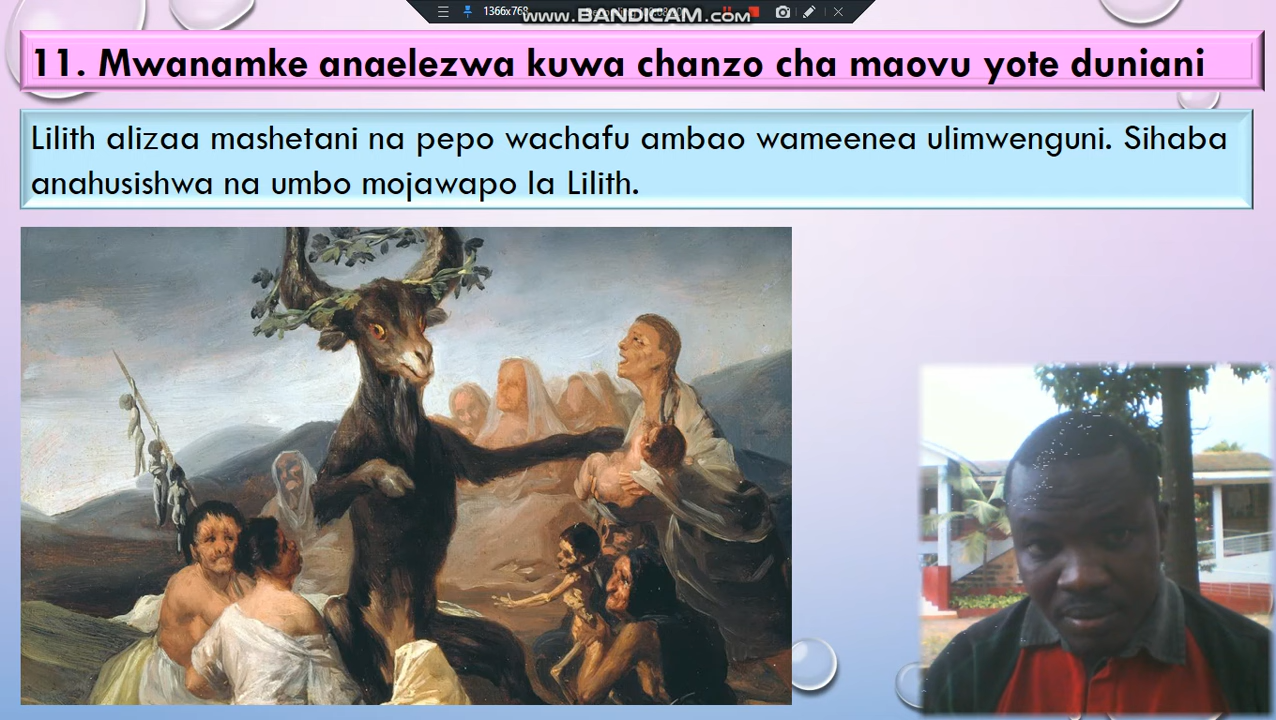 1366x768
www.BANDICAM.com
11. Mwanamke anaelezwa kuwa chanzo cha maovu yote duniani
Lilith alizaa mashetani na pepo wachafu ambao wameenea ulimwenguni. Sihaba
anahusishwa na umbo mojawapo la Lilith.